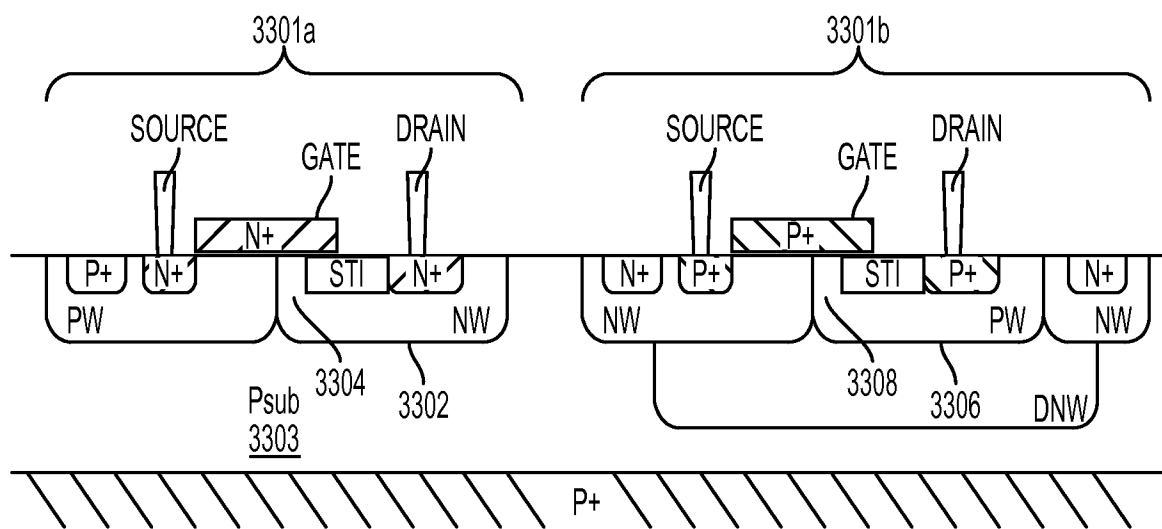 3301a 3301b
SOURCE DRAIN SOURCE DRAIN
GATE GATE
N+ P+
P+ N+ STI N+ N+ P+ STI P+ N+
PW NW NW PW NW
3304 3302 3308 3306 DNW
Psub
3303
P+